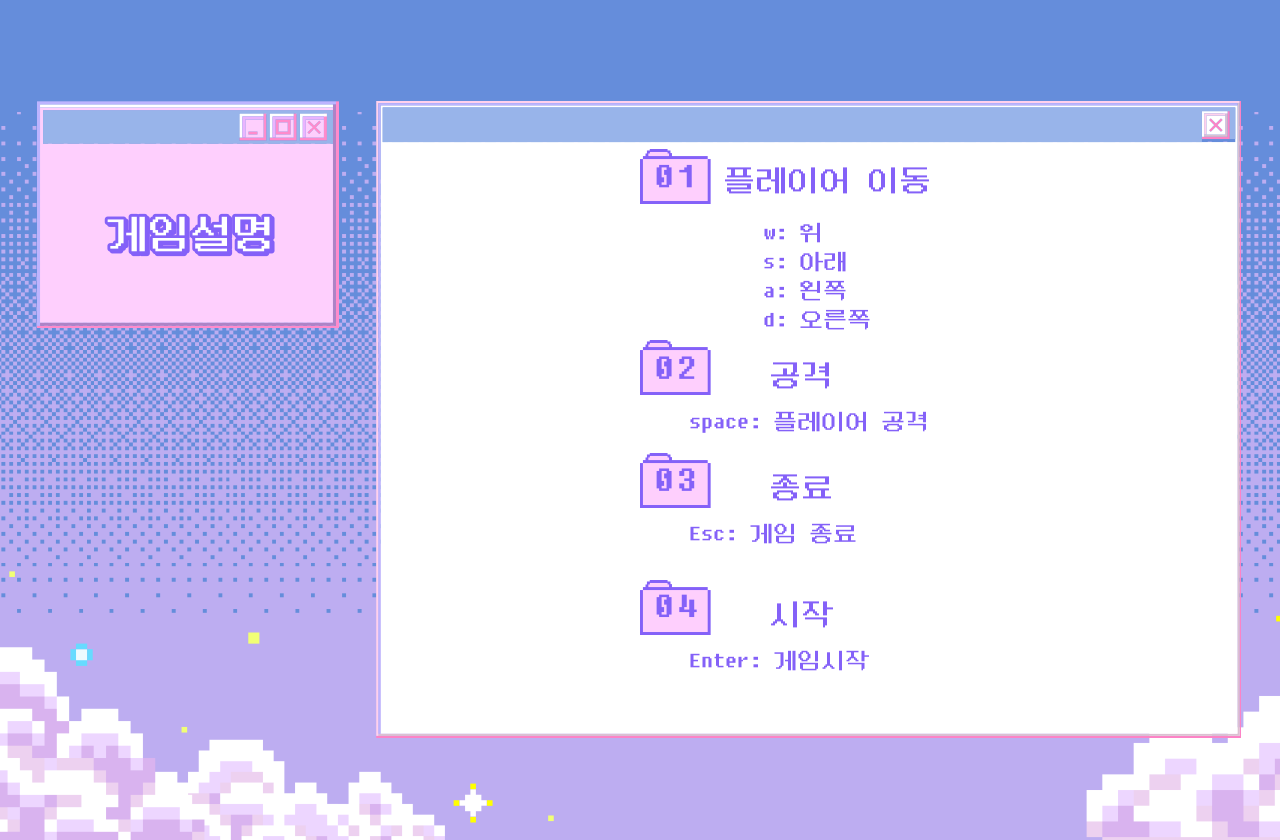 게임설명
01 플레이어 이동
w: 위
s: 아래
a: 왼쪽
d: 오른쪽
02 공격
space: 플레이어 공격
03 종료
Esc: 게임 종료
04 시작
Enter: 게임시작